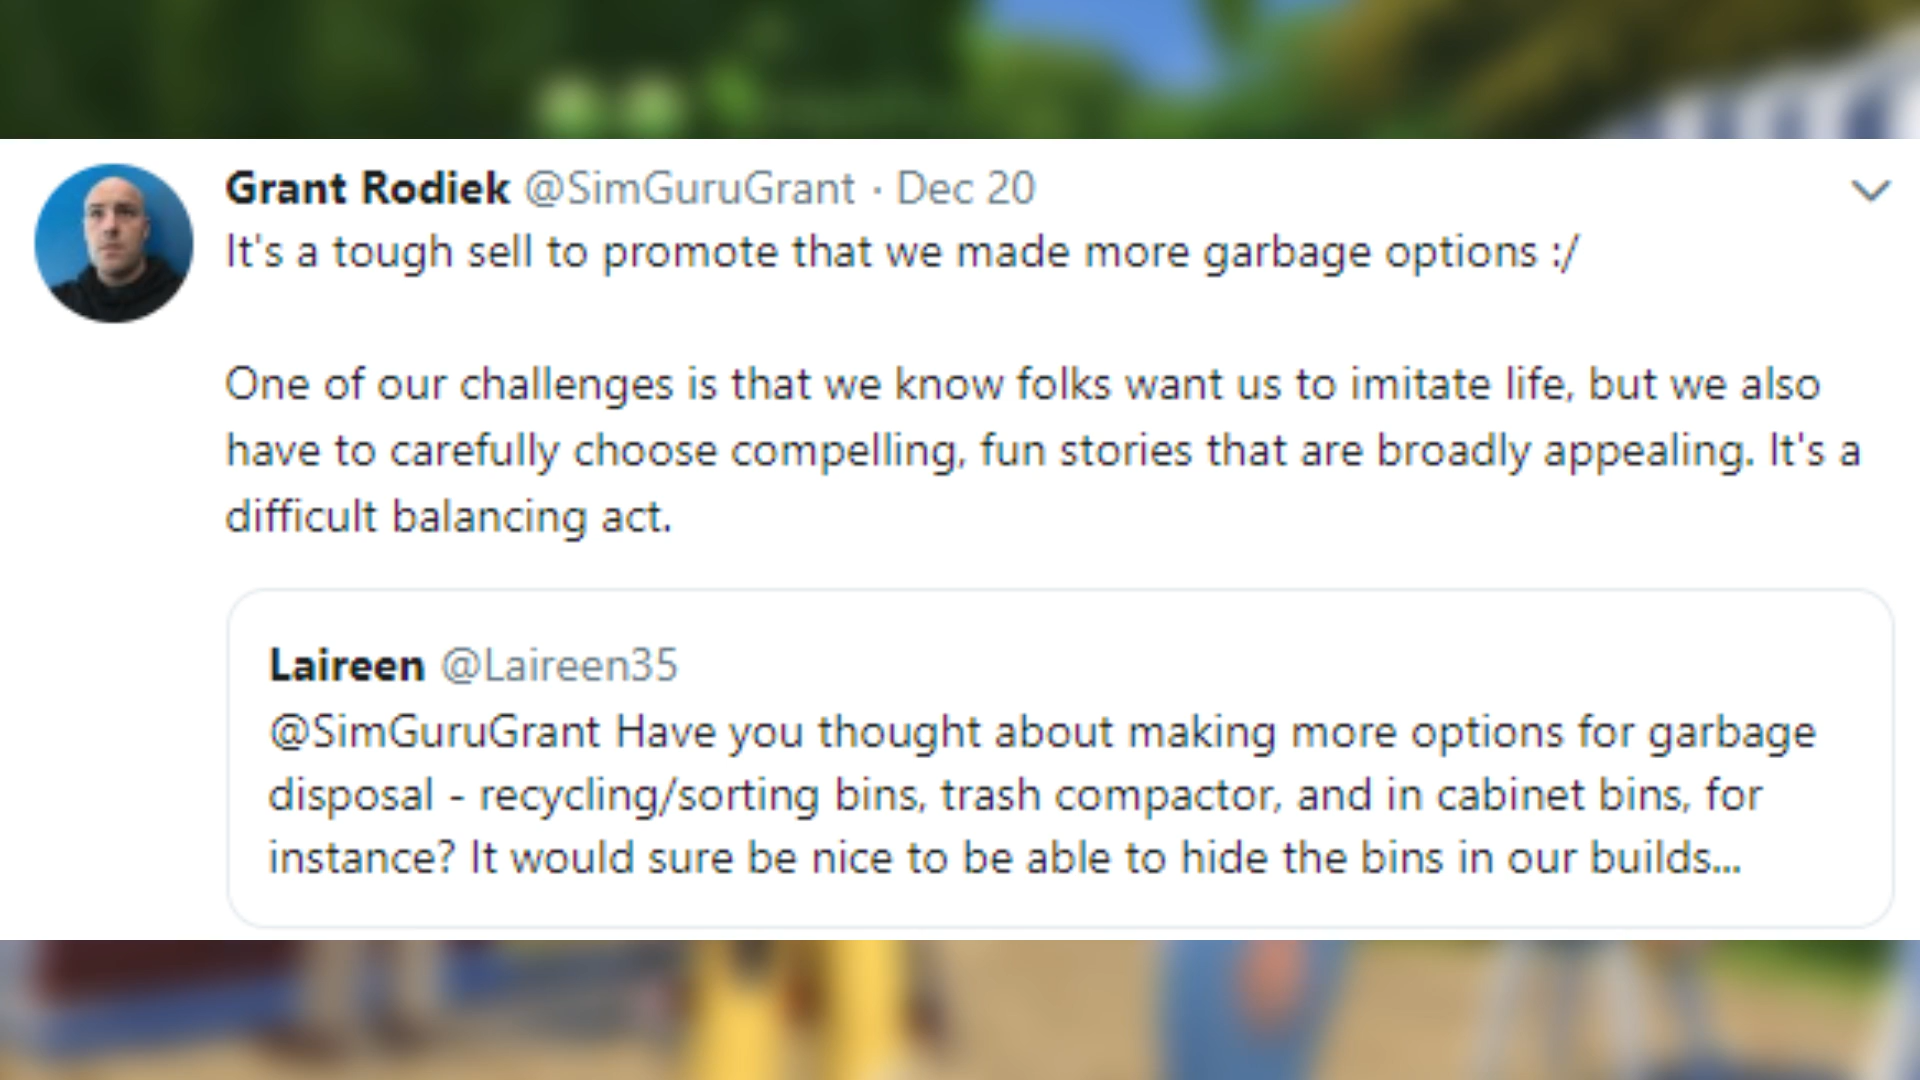 Grant Rodiek @SimGuruGrant · Dec 20
It's a tough sell to promote that we made more garbage options :/
One of our challenges is that we know folks want us to imitate life, but we also
have to carefully choose compelling, fun stories that are broadly appealing. It's a
difficult balancing act.
Laireen @Laireen35
@SimGuruGrant Have you thought about making more options for garbage
disposal - recycling/sorting bins, trash compactor, and in cabinet bins, for
instance? It would sure be nice to be able to hide the bins in our builds...